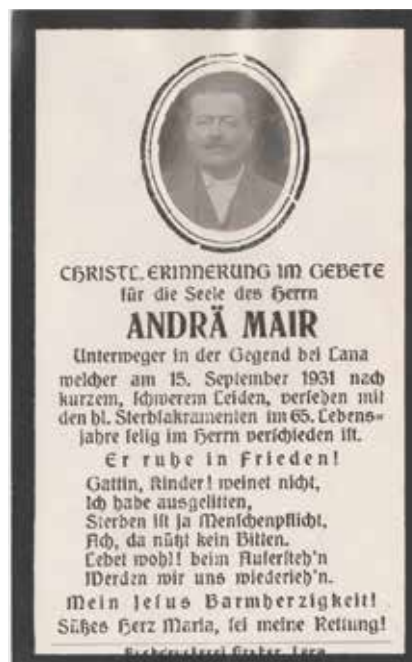 CHRISTL. ERINNERUNG IM GEBETE
für die Seele des Herrn
ANDRÄ MAIR
Unterweger in der Gegend bei Lana
welcher am 15. September 1931 nach
kurzem, schwerem Leiden, versehen mit
den hl. Sterbsakramenten im 65. Lebens=
jahre selig im Herrn verschieden ist.
Er ruhe in Frieden!
Gattin, Kinder! weinet nicht,
Ich habe ausgelitten,
Sterben ist ja Menschenpflicht,
Ach, da nützt kein Bitten.
Lebet wohl! beim Aufersteh'n
Werden wir uns wiederseh'n.
Mein Jesus Barmherzigkeit!
Süßes Herz Maria, sei meine Rettung!
Lana